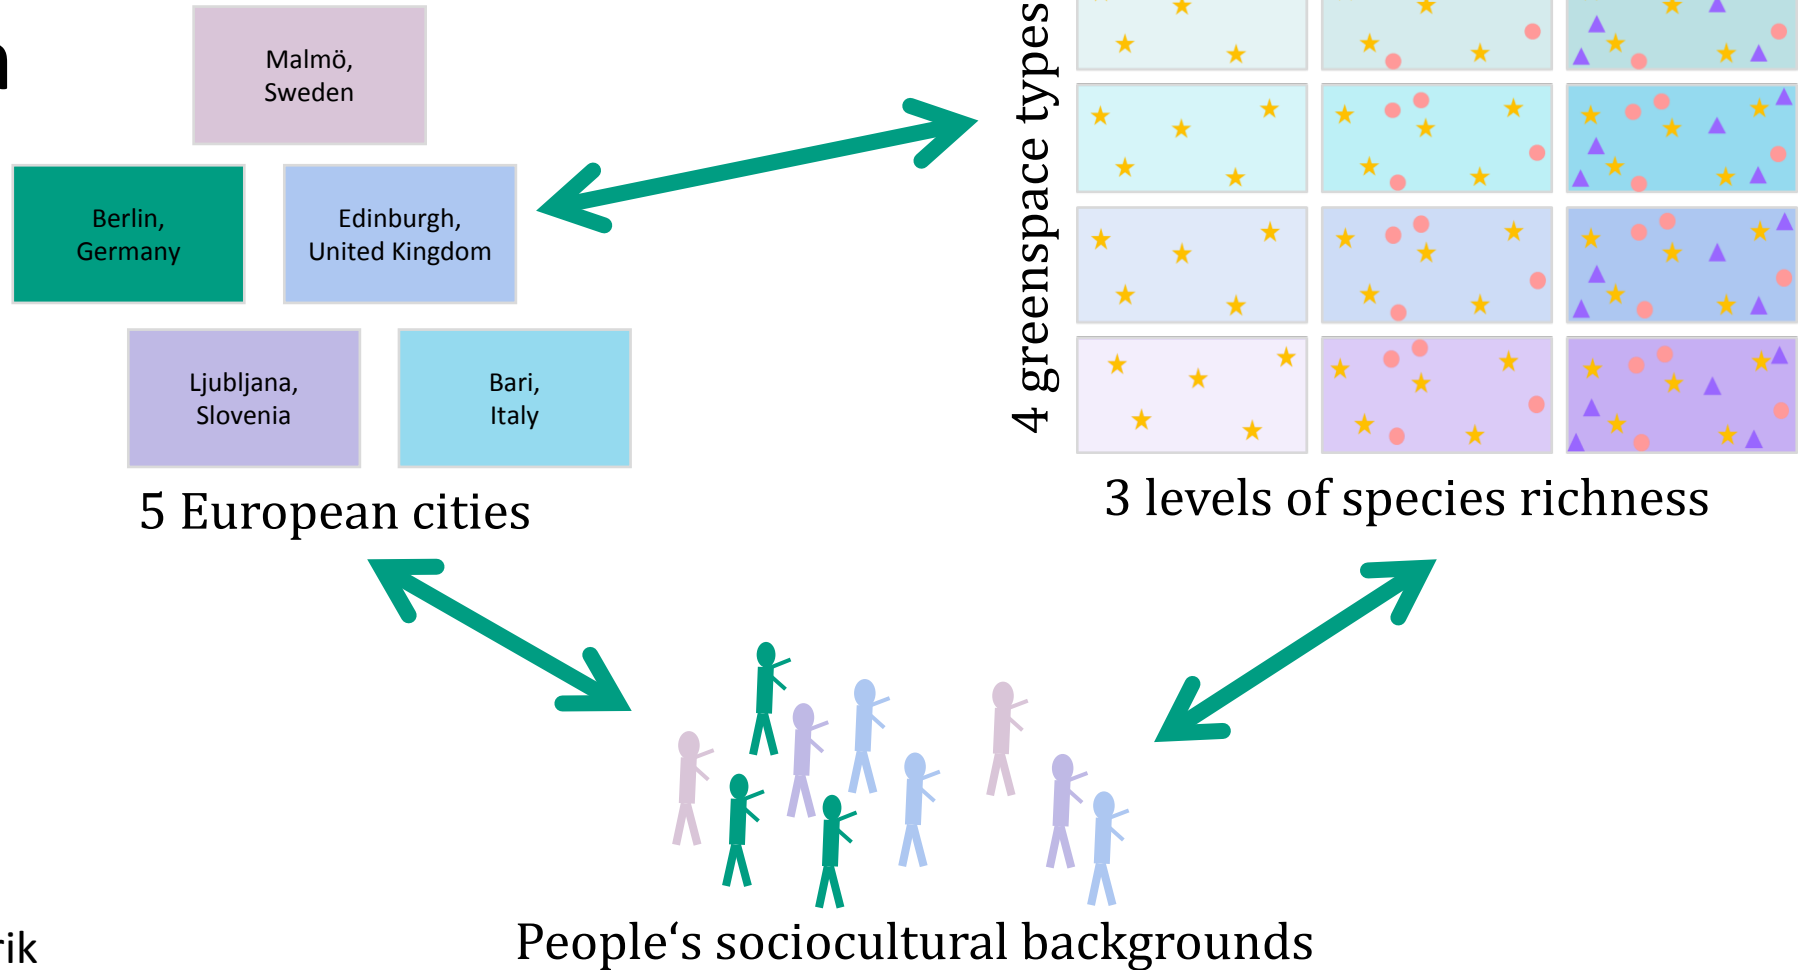 Malmö,
Sweden
Berlin,
Germany
Edinburgh,
United Kingdom
Ljubljana,
Slovenia
Bari,
Italy
5 European cities
4 greenspace types
3 levels of species richness
People‘s sociocultural backgrounds